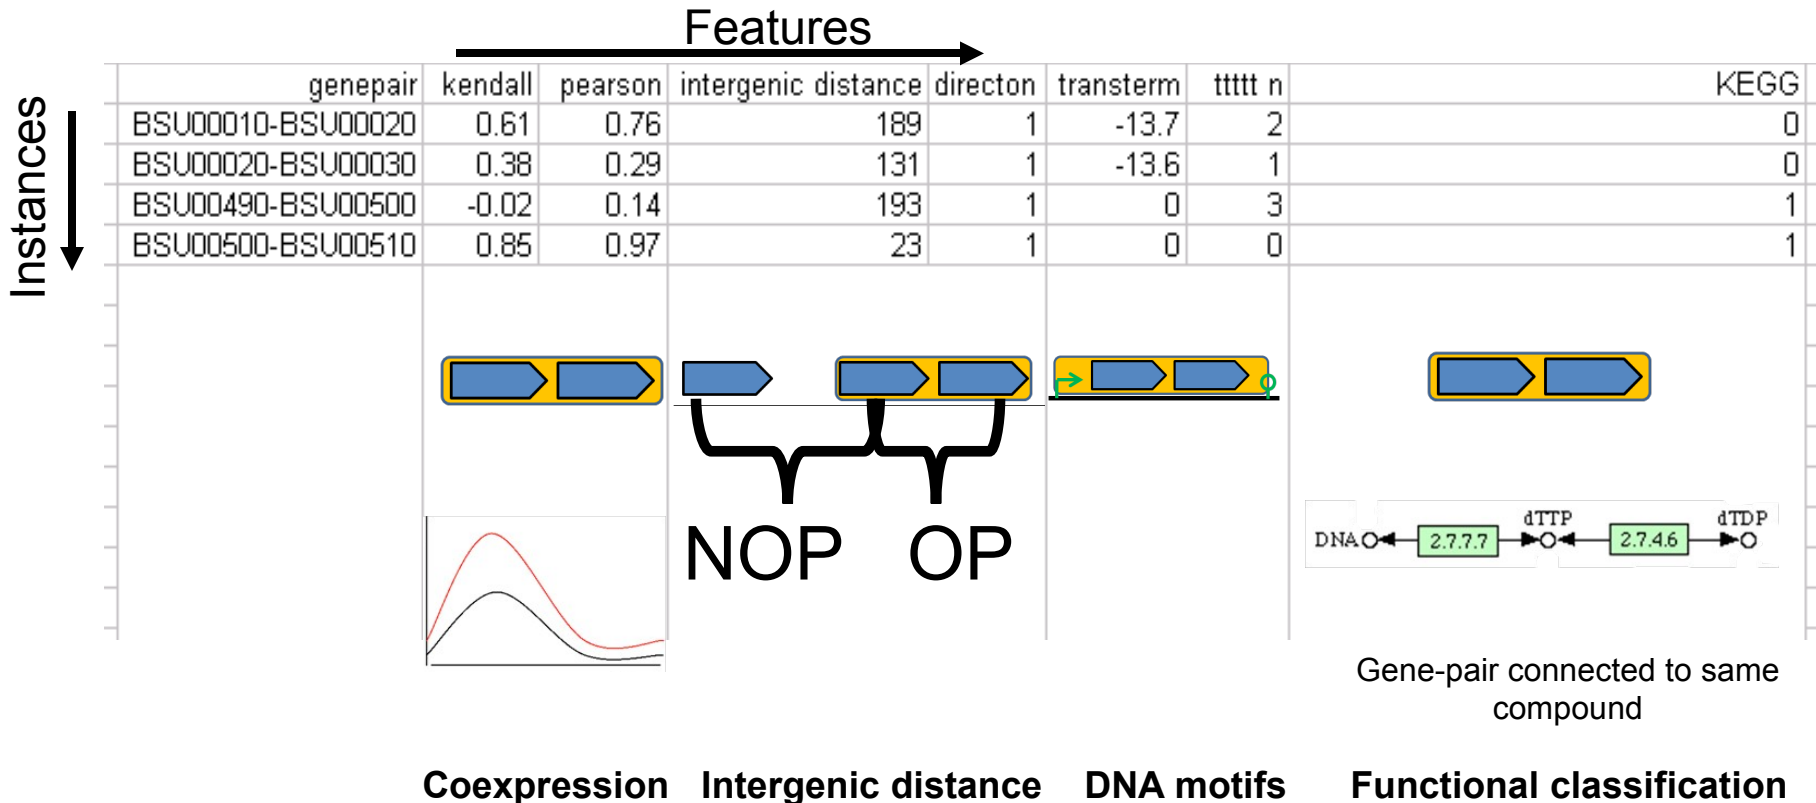 Features
Instances
genepair kendall pearson intergenic distance directon transterm ttttt n KEGG
BSU00010-BSU00020 0.61 0.76 189 1 -13.7 2 0
BSU00020-BSU00030 0.38 0.29 131 1 -13.6 1 0
BSU00490-BSU00500 -0.02 0.14 193 1 0 3 1
BSU00500-BSU00510 0.85 0.97 23 1 0 0 1
NOP OP
dTTP dTDP
DNA 2.7.7.7 2.7.4.6
Gene-pair connected to same
compound
Coexpression Intergenic distance DNA motifs Functional classification